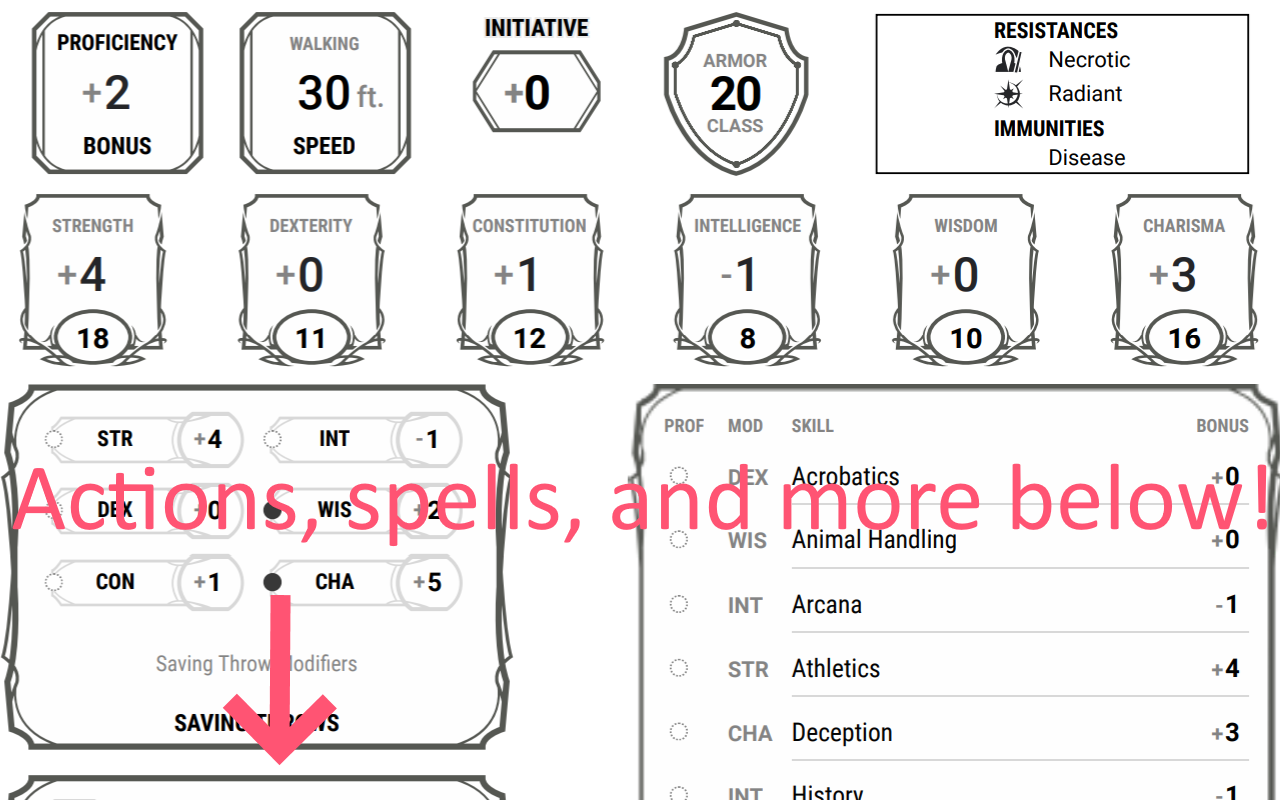 PROFICIENCY
+2
BONUS
WALKING
30 ft.
SPEED
INITIATIVE
+0
ARMOR
20
CLASS
RESISTANCES
Necrotic
Radiant
IMMUNITIES
Disease
STRENGTH
+4
18
DEXTERITY
+0
11
CONSTITUTION
+1
12
INTELLIGENCE
-1
8
WISDOM
+0
10
CHARISMA
+3
16
STR +4 INT -1
DEX +0 WIS +2
CON +1 CHA +5
Saving Throw Modifiers
SAVING THROWS
Actions, spells, and more below!
PROF MOD SKILL BONUS
DEX Acrobatics +0
WIS Animal Handling +0
INT Arcana -1
STR Athletics +4
CHA Deception +3
INT History -1